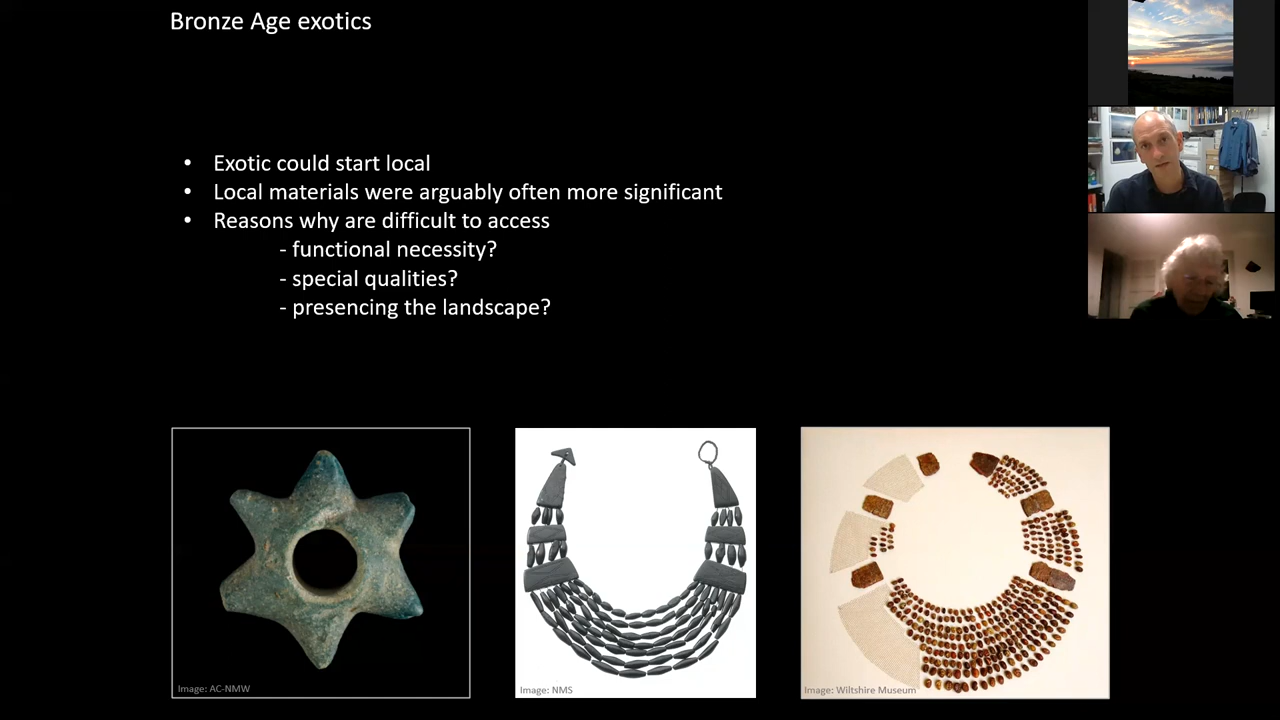 Bronze Age exotics
• Exotic could start local
• Local materials were arguably often more significant
• Reasons why are difficult to access
- functional necessity?
- special qualities?
- presencing the landscape?
Image: AC-NMW
Image: NMS
Image: Wiltshire Museum